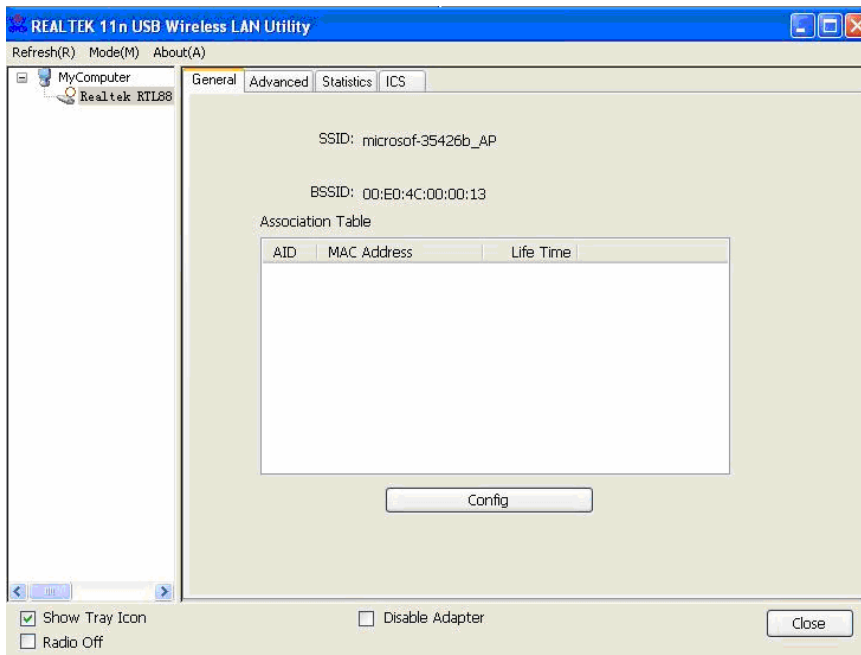 REALTEK 11n USB Wireless LAN Utility
Refresh(R) Mode(M) About(A)
MyComputer
Realtek RTL88
General Advanced Statistics ICS
SSID: microsof-35426b_AP
BSSID: 00:E0:4C:00:00:13
Association Table
AID MAC Address Life Time
Config
Show Tray Icon
Radio Off
Disable Adapter
Close